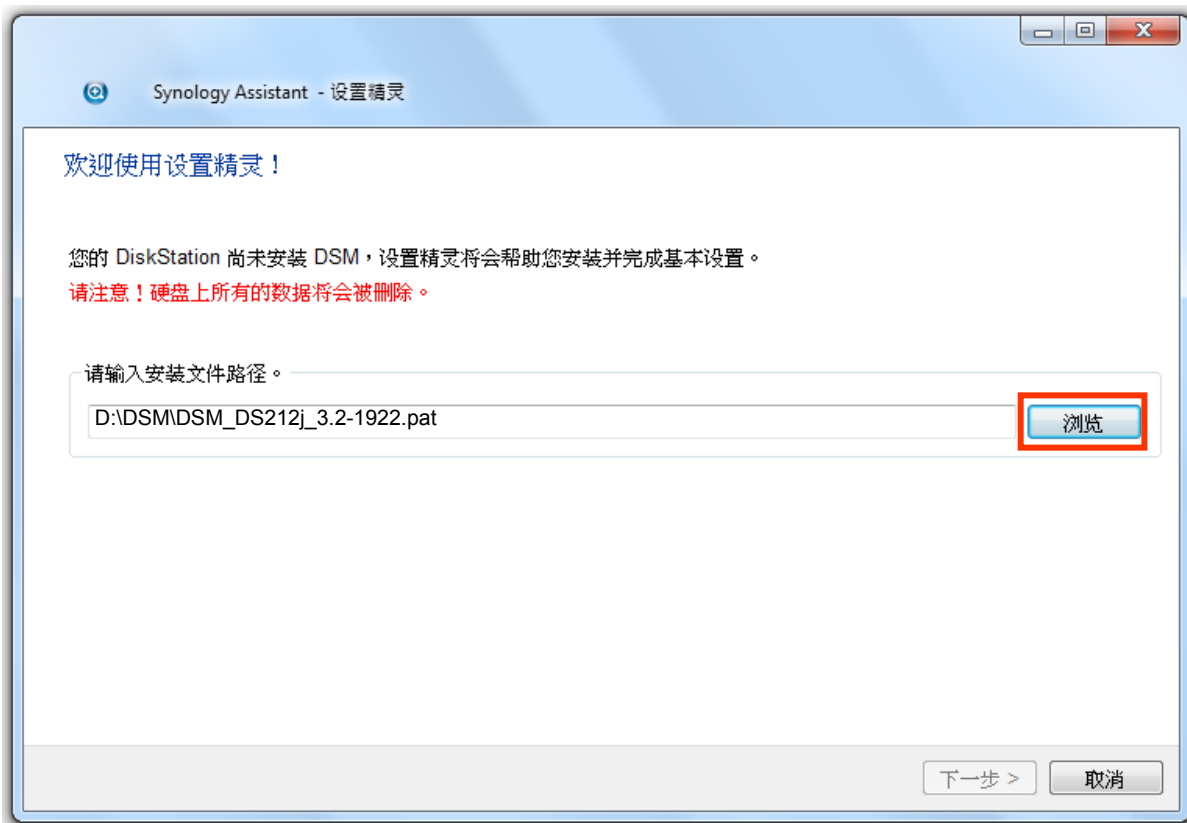 Synology Assistant - 设置精灵
欢迎使用设置精灵！
您的 DiskStation 尚未安装 DSM，设置精灵将会帮助您安装并完成基本设置。
请注意！硬盘上所有的数据将会被删除。
请输入安装文件路径。
D:\DSM\DSM_DS212j_3.2-1922.pat
浏览
下一步 >
取消